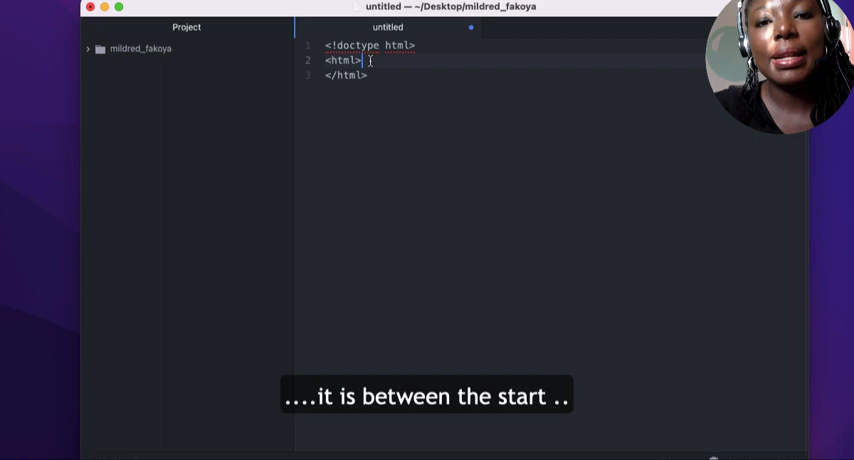 untitled — ~/Desktop/mildred_fakoya
Project
untitled
mildred_fakoya
1 <!doctype html>
2 <html>
3 </html>
....it is between the start ..